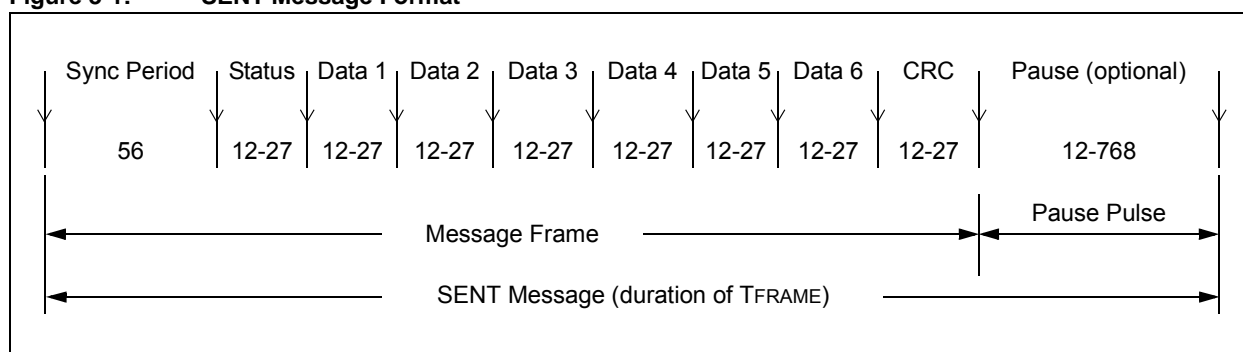 Figure 3-1: SENT Message Format
Sync Period Status Data 1 Data 2 Data 3 Data 4 Data 5 Data 6 CRC Pause (optional)
56 12-27 12-27 12-27 12-27 12-27 12-27 12-27 12-27 12-768
Pause Pulse
Message Frame
SENT Message (duration of TFRAME)